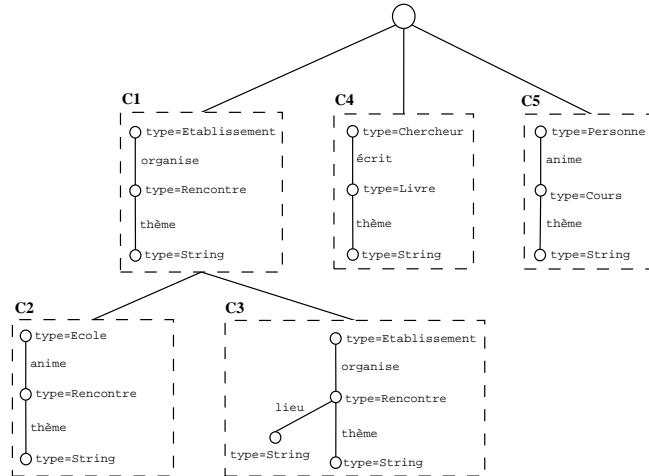 C1
type=Etablissement
organise
type=Rencontre
thème
type=String
C4
type=Chercheur
écrit
type=Livre
thème
type=String
C5
type=Personne
anime
type=Cours
thème
type=String
C2
type=Ecole
anime
type=Rencontre
thème
type=String
C3
type=Etablissement
organise
type=Rencontre
lieu
type=String
thème
type=String